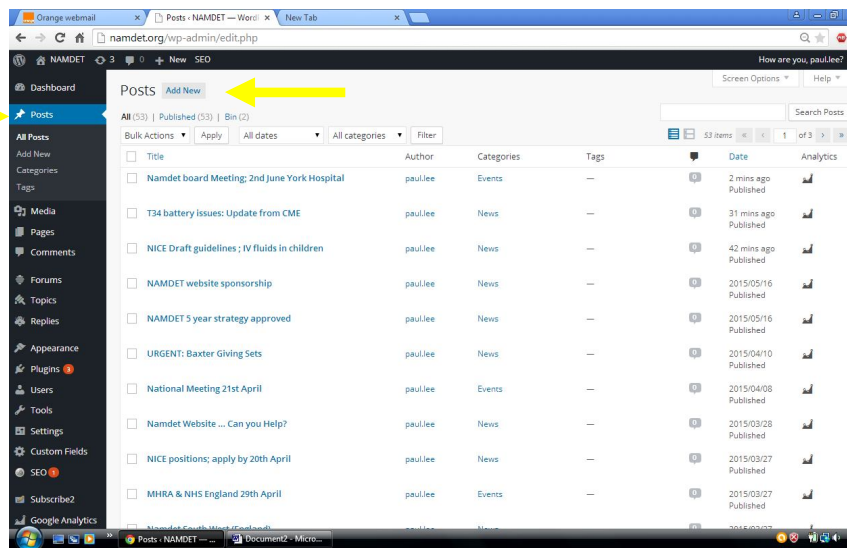 Orange webmail
Posts ‹ NAMDET — Word
New Tab
namdet.org/wp-admin/edit.php
NAMDET 3 0 + New SEO
How are you, paul.lee?
Dashboard
Posts
All Posts
Add New
Categories
Tags
Media
Pages
Comments
Forums
Topics
Replies
Appearance
Plugins 3
Users
Tools
Settings
Custom Fields
SEO 1
Subscribe2
Google Analytics
Screen Options Help
Posts Add New
All (53) | Published (53) | Bin (2)
Search Posts
Bulk Actions Apply All dates All categories Filter
53 items « ‹ 1 of 3 › »
Title Author Categories Tags Date Analytics
Namdet board Meeting; 2nd June York Hospital paul.lee Events — 0 2 mins ago
Published
T34 battery issues: Update from CME paul.lee News — 0 31 mins ago
Published
NICE Draft guidelines ; IV fluids in children paul.lee News — 0 42 mins ago
Published
NAMDET website sponsorship paul.lee News — 0 2015/05/16
Published
NAMDET 5 year strategy approved paul.lee News — 0 2015/05/16
Published
URGENT: Baxter Giving Sets paul.lee News — 0 2015/04/10
Published
National Meeting 21st April paul.lee Events — 0 2015/04/08
Published
Namdet Website ... Can you Help? paul.lee News — 0 2015/03/28
Published
NICE positions; apply by 20th April paul.lee News — 0 2015/03/27
Published
MHRA & NHS England 29th April paul.lee Events — 0 2015/03/27
Published
Namdet South West (England) paul.lee News 2015/03/27
Posts ‹ NAMDET — ...
Document2 - Micro...